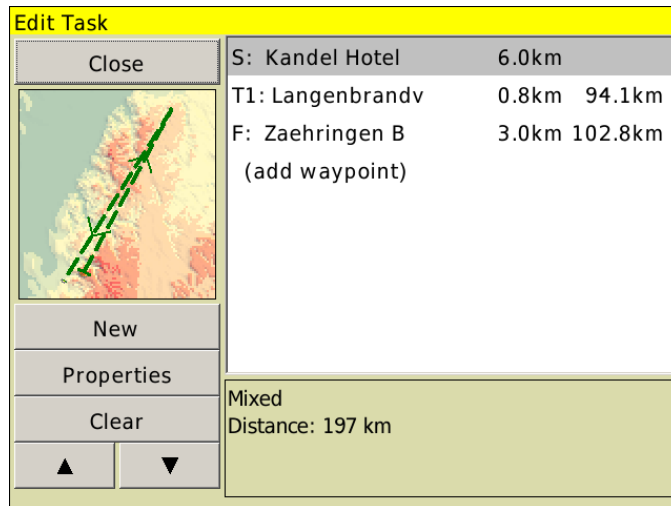 Edit Task
Close
S: Kandel Hotel 6.0km
T1: Langenbrandv 0.8km 94.1km
F: Zaehringen B 3.0km 102.8km
(add waypoint)
New
Properties
Clear
▲ ▼
Mixed
Distance: 197 km